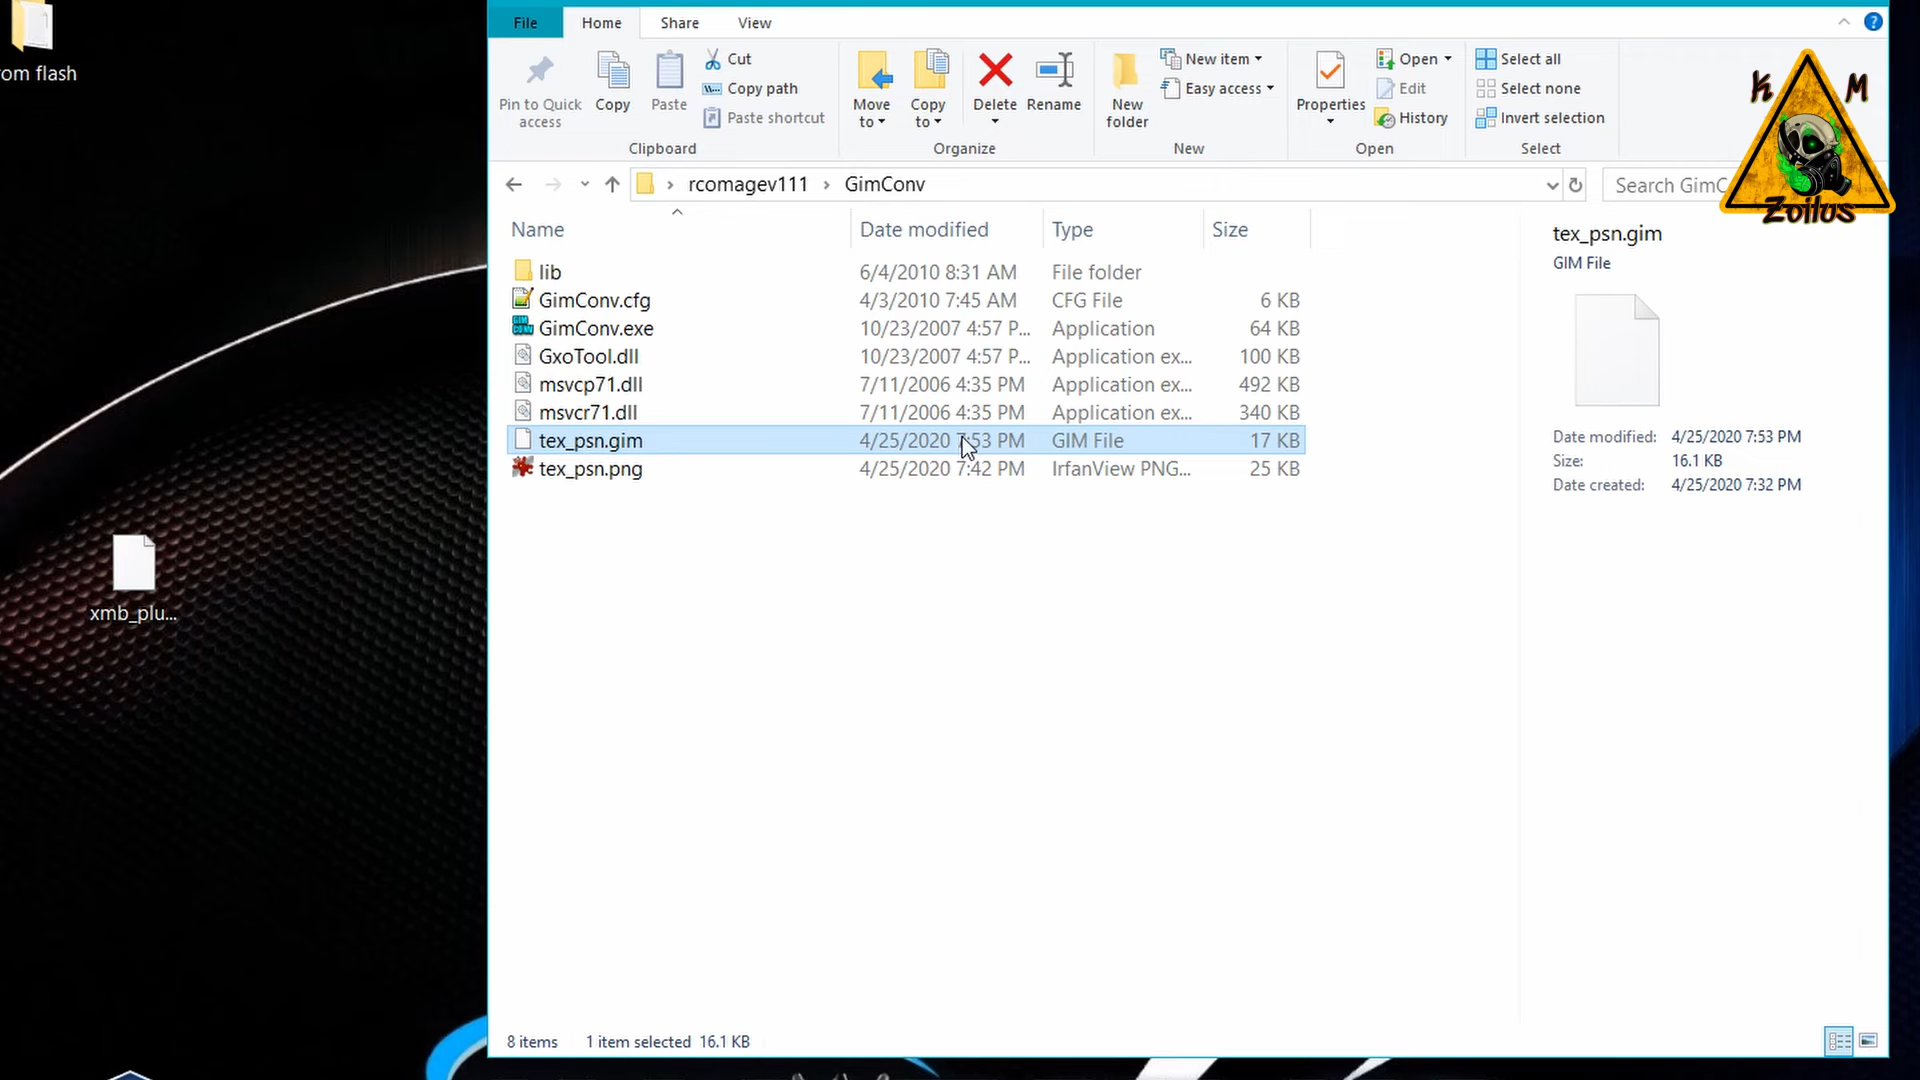 om flash
xmb_plu...
File Home Share View
Pin to Quick access
Copy
Paste
Cut
Copy path
Paste shortcut
Clipboard
Move to
Copy to
Delete
Rename
Organize
New folder
New item
Easy access
New
Properties
Open
Edit
History
Open
Select all
Select none
Invert selection
Select
K M
Zoilus
rcomagev111 › GimConv
Search GimC
Name Date modified Type Size
lib 6/4/2010 8:31 AM File folder
GimConv.cfg 4/3/2010 7:45 AM CFG File 6 KB
GimConv.exe 10/23/2007 4:57 P... Application 64 KB
GxoTool.dll 10/23/2007 4:57 P... Application ex... 100 KB
msvcp71.dll 7/11/2006 4:35 PM Application ex... 492 KB
msvcr71.dll 7/11/2006 4:35 PM Application ex... 340 KB
tex_psn.gim 4/25/2020 7:53 PM GIM File 17 KB
tex_psn.png 4/25/2020 7:42 PM IrfanView PNG... 25 KB
tex_psn.gim
GIM File
Date modified: 4/25/2020 7:53 PM
Size: 16.1 KB
Date created: 4/25/2020 7:32 PM
8 items 1 item selected 16.1 KB